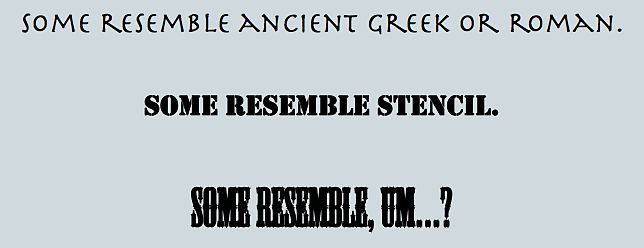 SOME RESEMBLE ANCIENT GREEK OR ROMAN.
SOME RESEMBLE STENCIL.
SOME RESEMBLE, UM...?